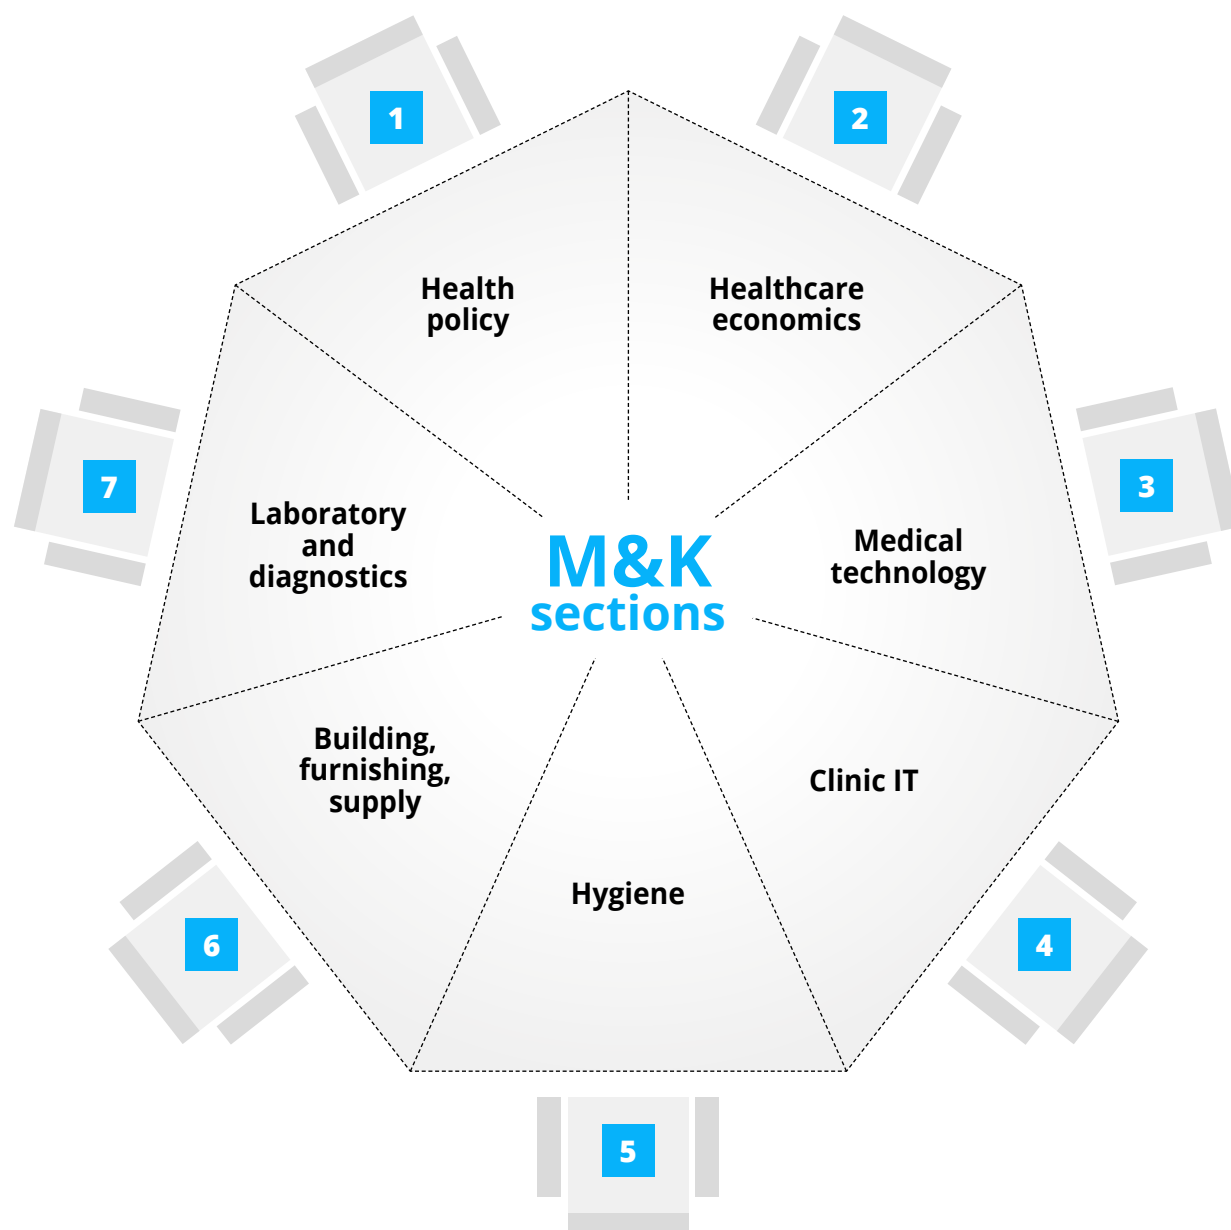 1
2
Health
policy
Healthcare
economics
7
3
Laboratory
and
diagnostics
M&K
sections
Medical
technology
Building,
furnishing,
supply
Clinic IT
Hygiene
6
4
5